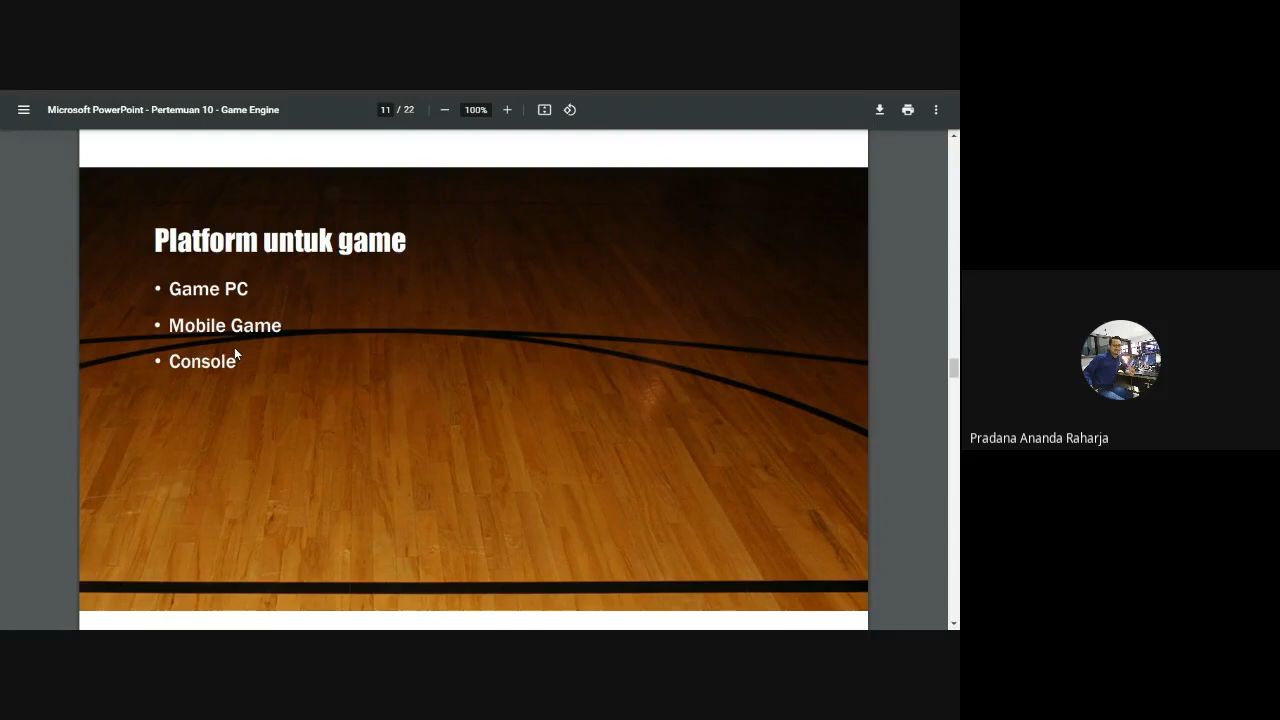 Microsoft PowerPoint - Pertemuan 10 - Game Engine
11 / 22
100%
Platform untuk game
• Game PC
• Mobile Game
• Console
Pradana Ananda Raharja